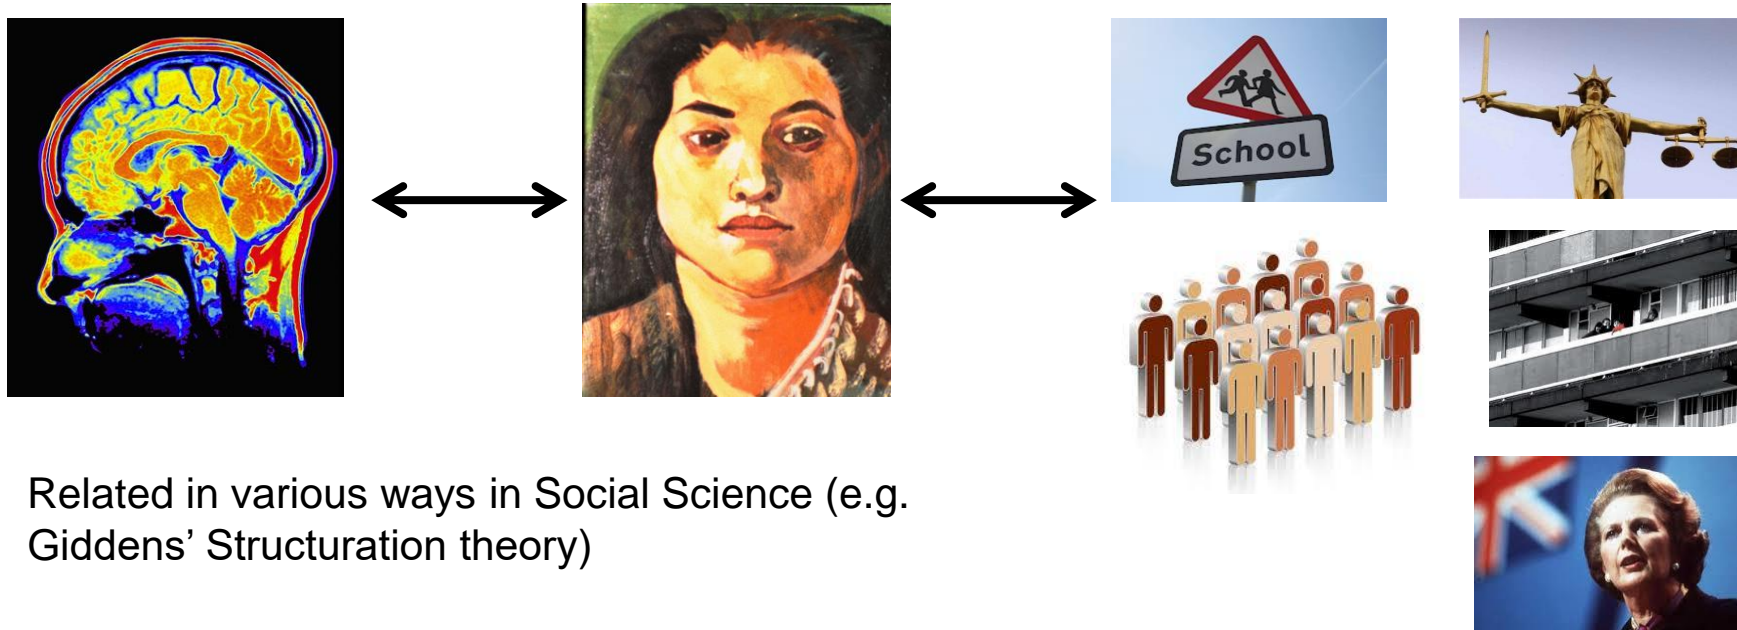 School
Related in various ways in Social Science (e.g.
Giddens’ Structuration theory)